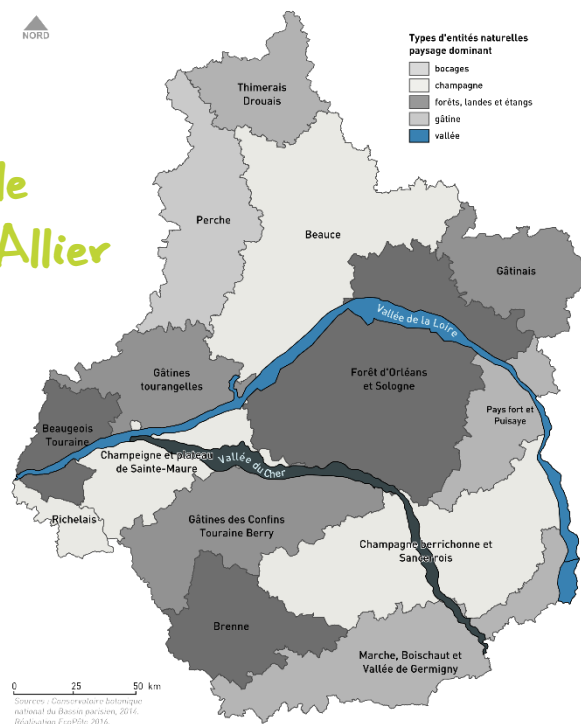 NORD
Types d'entités naturelles
paysage dominant
bocages
champagne
forêts, landes et étangs
gâtine
vallée
le
Allier
Thimerais
Drouais
Perche
Beauce
Gâtinais
Vallée de la Loire
Gâtines
tourangelles
Forêt d'Orléans
et Sologne
Pays fort et
Puisaye
Beaugeois
Touraine
Champeigne et plateau
de Sainte-Maure
Vallée du Cher
Richelais
Gâtines des Confins
Touraine Berry
Champagne berrichonne et
Sancerrois
Brenne
Marche, Boischaut et
Vallée de Germigny
0 25 50 km
Sources : Conservatoire botanique
national du Bassin parisien, 2014.
Réalisation EcoPôle 2016.